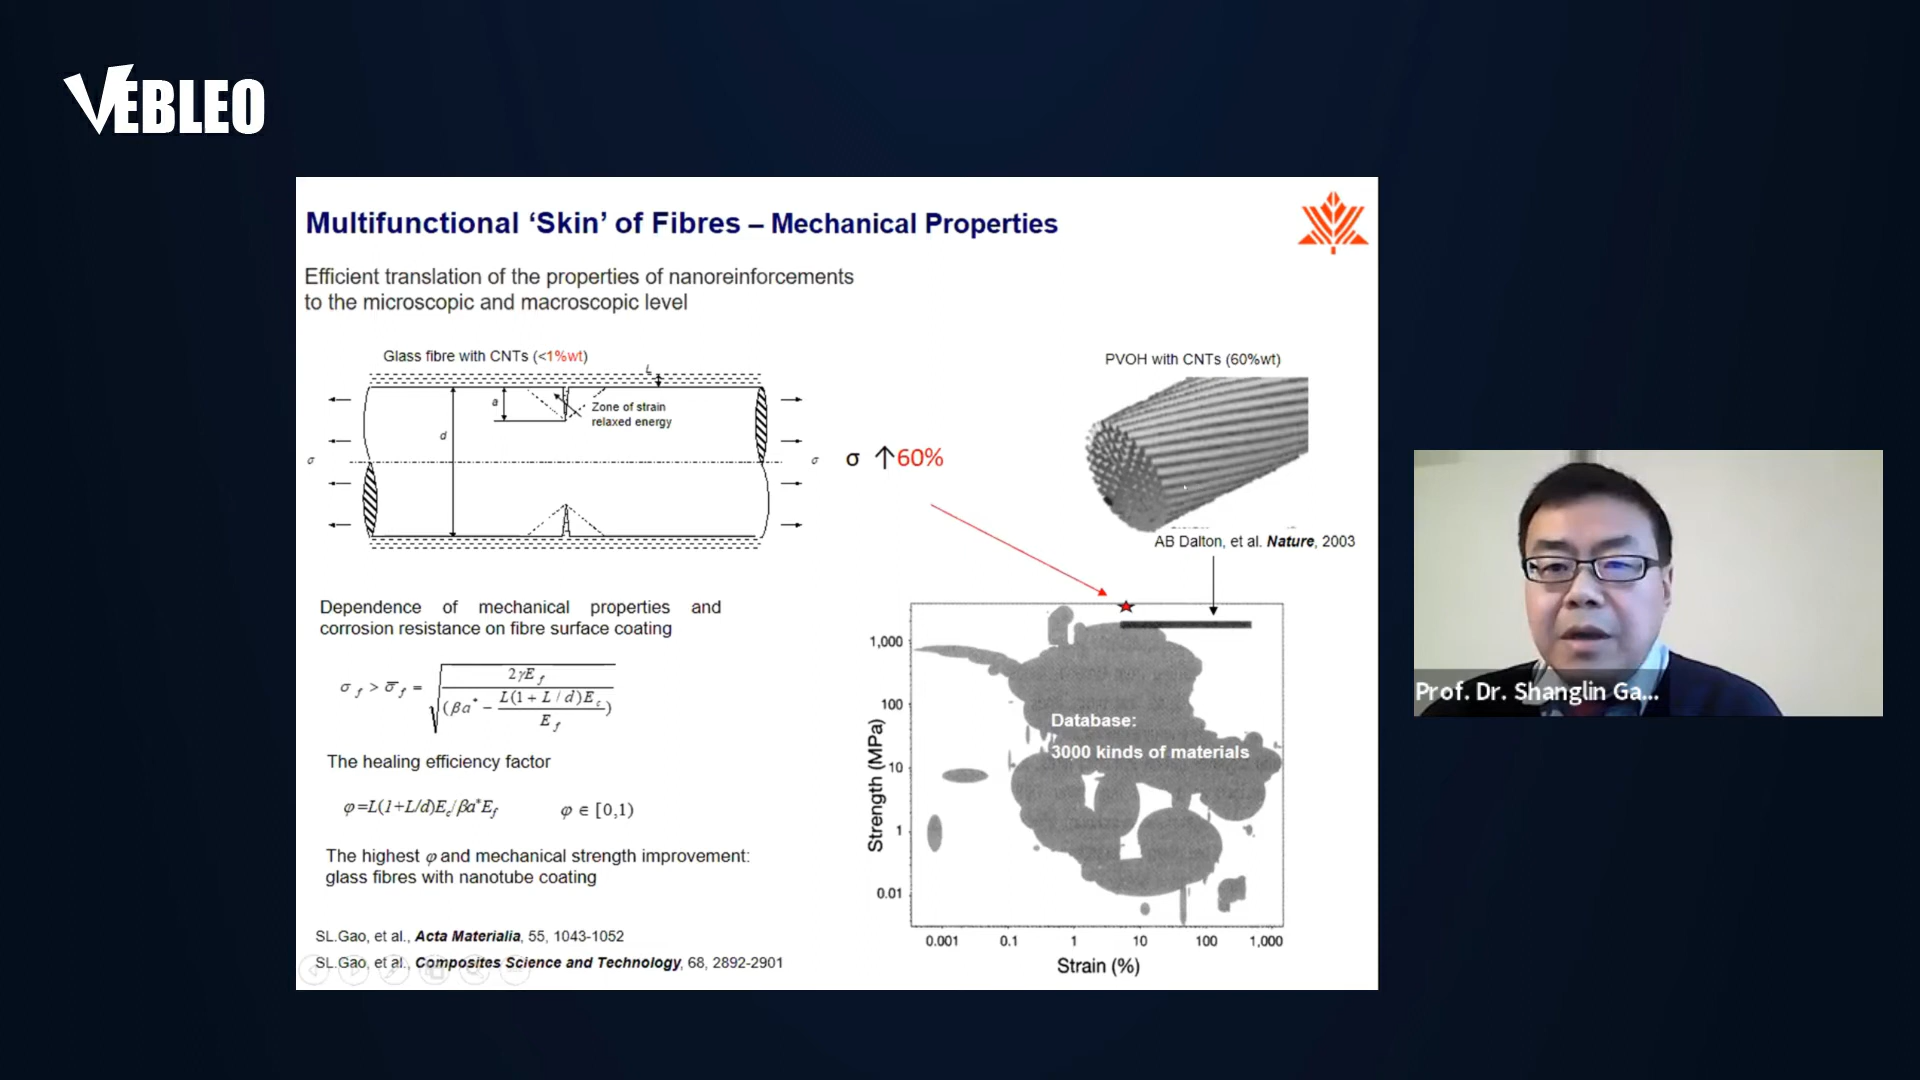 VEBLEO
Multifunctional ‘Skin’ of Fibres – Mechanical Properties
Efficient translation of the properties of nanoreinforcements
to the microscopic and macroscopic level
Glass fibre with CNTs (<1%wt)
L
a
Zone of strain
relaxed energy
d
σ
σ
σ ↑60%
PVOH with CNTs (60%wt)
AB Dalton, et al. Nature, 2003
Dependence of mechanical properties and
corrosion resistance on fibre surface coating
σ_f > σ̅_f = √(2γE_f / (βa* − L(1 + L / d)E_c / E_f))
The healing efficiency factor
φ=L(1+L/d)E_c/βa*E_f φ ∈ [0,1)
The highest φ and mechanical strength improvement:
glass fibres with nanotube coating
SL.Gao, et al., Acta Materialia, 55, 1043-1052
SL.Gao, et al., Composites Science and Technology, 68, 2892-2901
Strength (MPa)
1,000
100
10
1
0.01
Database:
3000 kinds of materials
0.001 0.1 1 10 100 1,000
Strain (%)
Prof. Dr. Shanglin Ga...